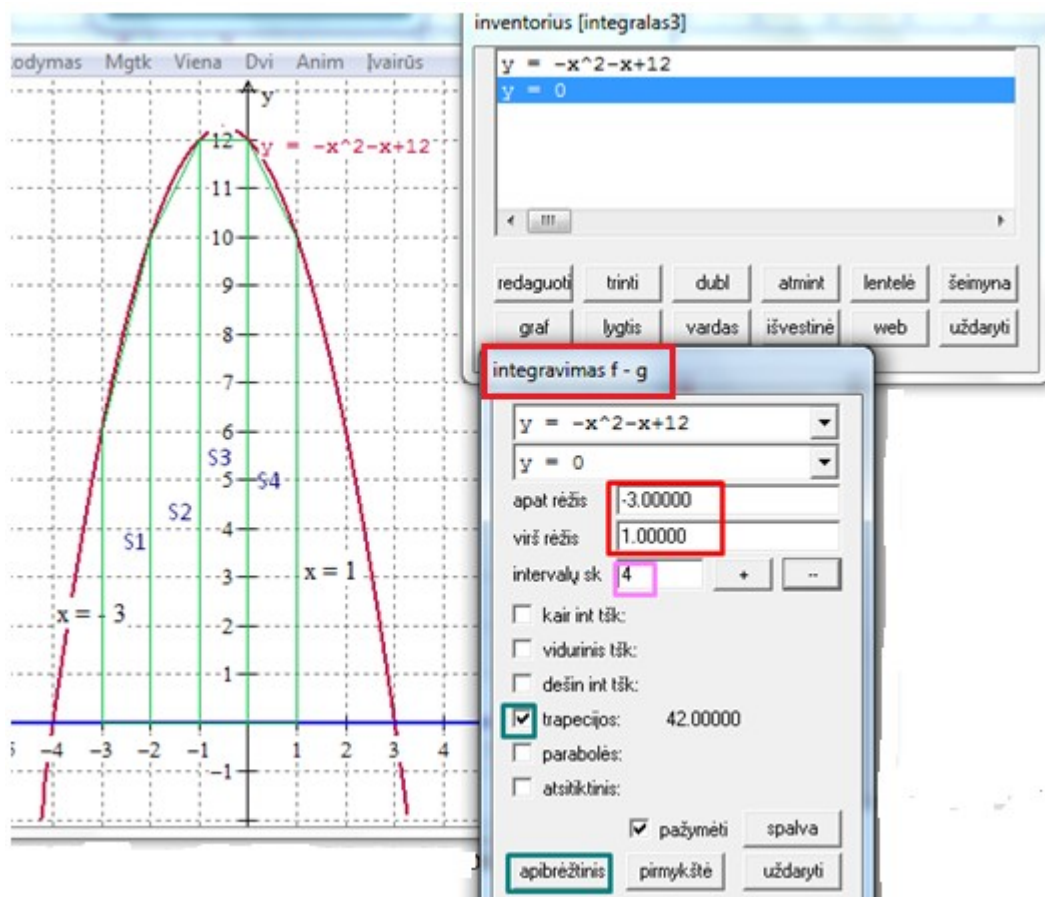 inventorius [integralas3]
y = -x^2-x+12
y = 0
redaguoti trinti dubl atmint lentelė šeimyna
graf lygtis vardas išvestinė web uždaryti
odymas Mgtk Viena Dvi Anim Įvairūs
y
12
y = -x^2-x+12
11
10
9
8
7
6
S3
5
S4
S2
4
S1
3
x = 1
x = - 3
2
1
5 -4 -3 -2 -1 1 2 3 4
-1
integravimas f - g
y = -x^2-x+12
y = 0
apat rėžis -3.00000
virš rėžis 1.00000
intervalų sk 4 + --
kair int tšk:
vidurinis tšk:
dešin int tšk:
trapecijos: 42.00000
parabolės:
atsitiktinis:
pažymėti spalva
apibrėžtinis pirmykštė uždaryti